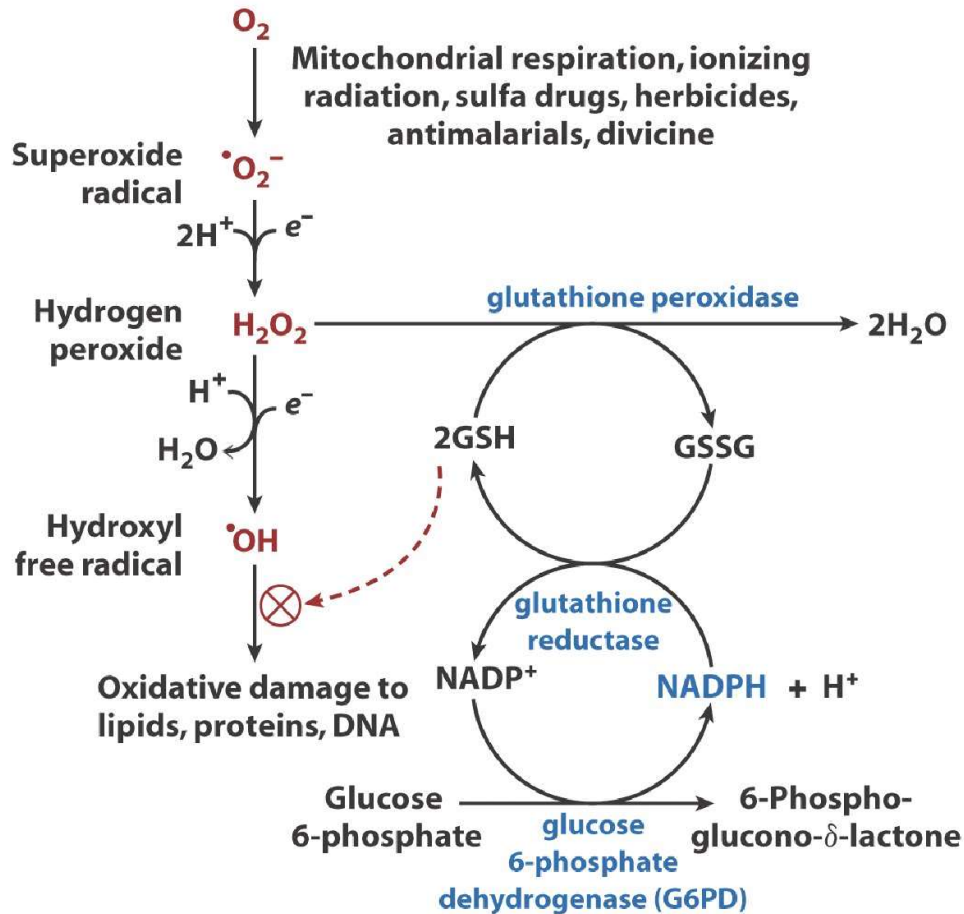 O₂
Mitochondrial respiration, ionizing
radiation, sulfa drugs, herbicides,
antimalarials, divicine
Superoxide
radical
•O₂⁻
2H⁺
e⁻
Hydrogen
peroxide
H₂O₂
glutathione peroxidase
2H₂O
H⁺
e⁻
H₂O
2GSH
GSSG
Hydroxyl
free radical
•OH
glutathione
reductase
NADP⁺
NADPH + H⁺
Oxidative damage to
lipids, proteins, DNA
Glucose
6-phosphate
glucose
6-phosphate
dehydrogenase (G6PD)
6-Phospho-
glucono-δ-lactone